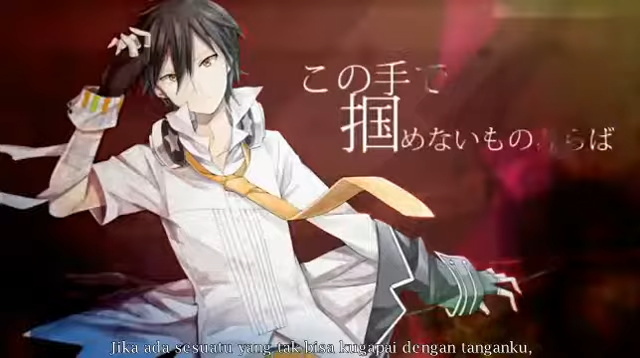 この手で
掴めないものならば
Jika ada sesuatu yang tak bisa kugapai dengan tanganku,